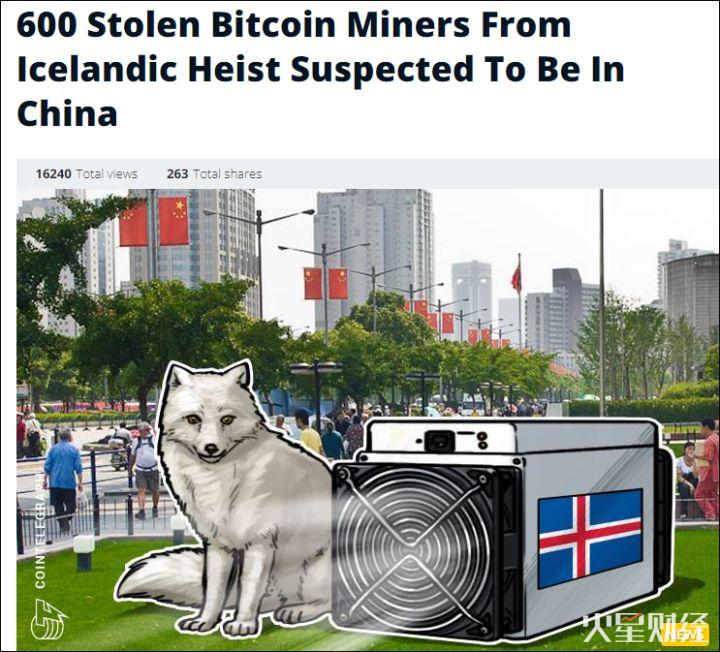 600 Stolen Bitcoin Miners From
Icelandic Heist Suspected To Be In
China
16240 Total views 263 Total shares
COINTELEGRAPH
火星财经
NEWS